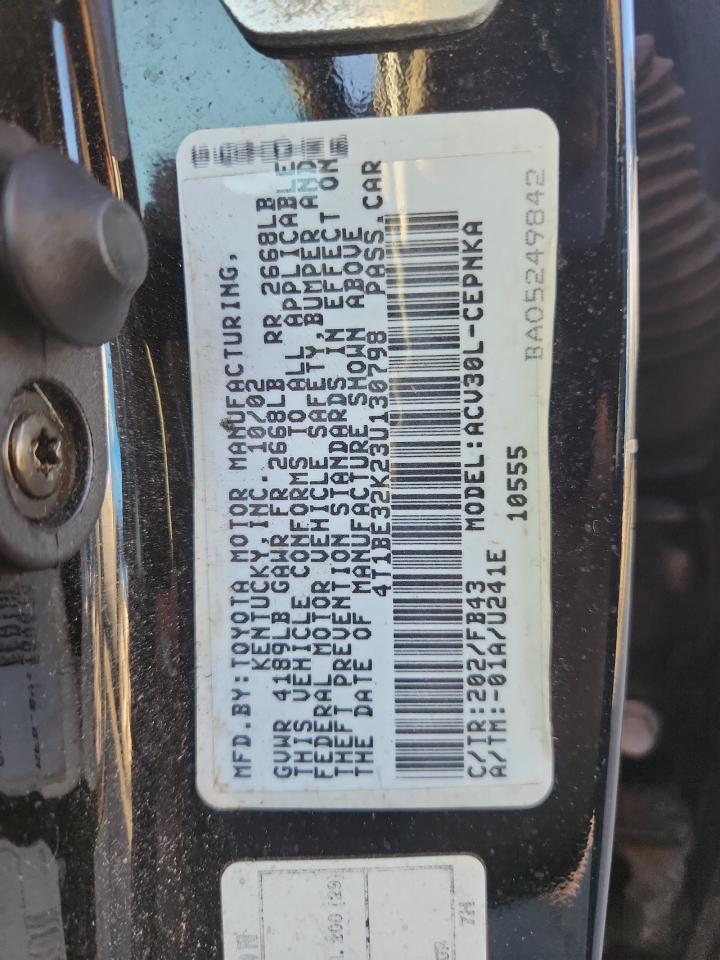 MFD.BY:TOYOTA MOTOR MANUFACTURING,
KENTUCKY,INC. 10/02
GVWR 4189LB GAWR FR 2668LB RR 2668LB
THIS VEHICLE CONFORMS TO ALL APPLICABLE
FEDERAL MOTOR VEHICLE SAFETY,BUMPER AND
THEFT PREVENTION STANDARDS IN EFFECT ON
THE DATE OF MANUFACTURE SHOWN ABOVE
4T1BE32K23U130798 PASS.CAR
C/TR:202/FB43 MODEL:ACV30L-CEPNKA
A/TM:-01A/U241E 10555
BA05249842
200 (29)